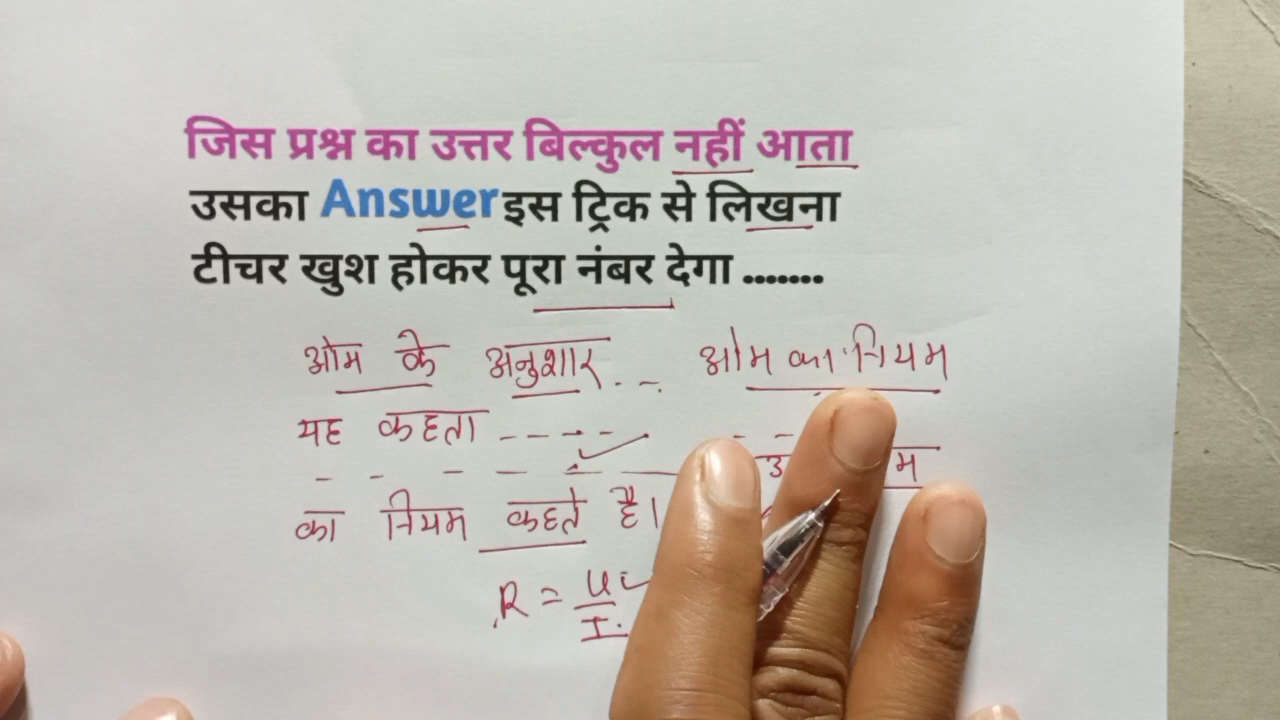 जिस प्रश्न का उत्तर बिल्कुल नहीं आता
उसका Answer इस ट्रिक से लिखना
टीचर खुश होकर पूरा नंबर देगा .......
ओम के अनुशार... ओम का नियम
यह कहता -----
का नियम कहते है।
R = U/I